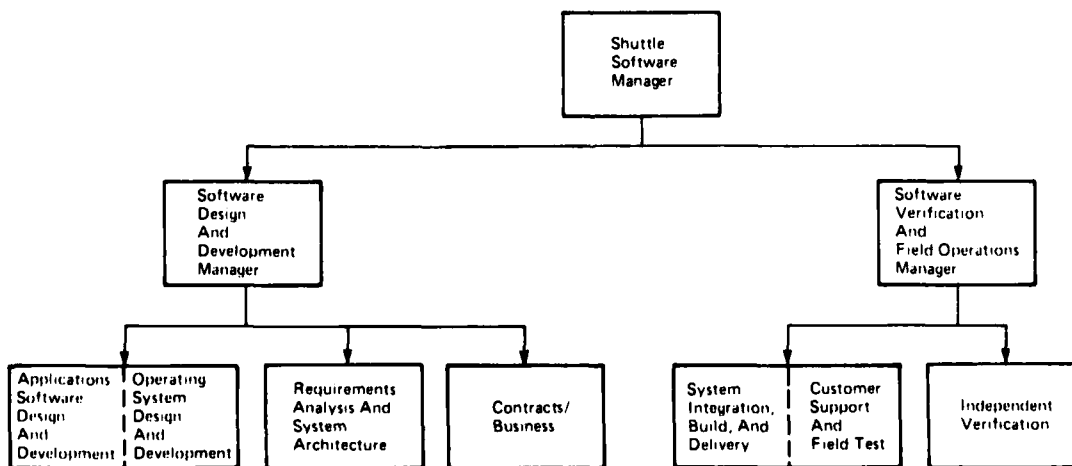 Shuttle
Software
Manager
Software
Design
And
Development
Manager
Software
Verification
And
Field Operations
Manager
Applications
Software
Design
And
Development
Operating
System
Design
And
Development
Requirements
Analysis And
System
Architecture
Contracts/
Business
System
Integration,
Build, And
Delivery
Customer
Support
And
Field Test
Independent
Verification